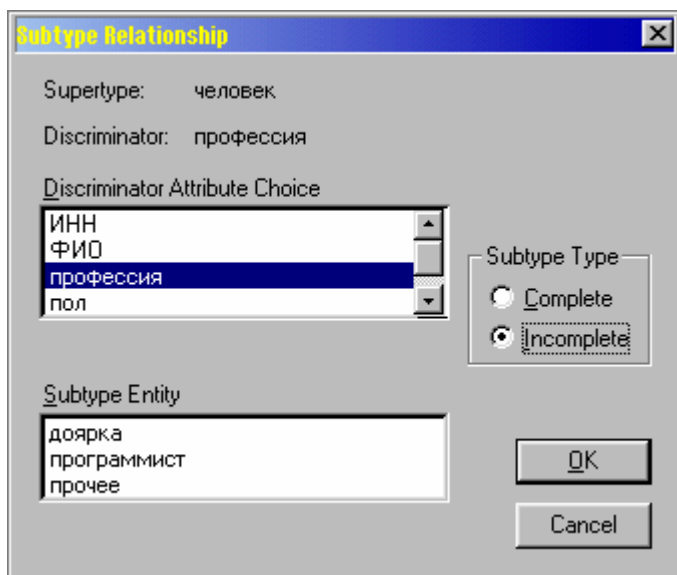 Subtype Relationship
Supertype: человек
Discriminator: профессия
Discriminator Attribute Choice
ИНН
ФИО
профессия
пол
Subtype Type
Complete
Incomplete
Subtype Entity
доярка
программист
прочее
OK
Cancel